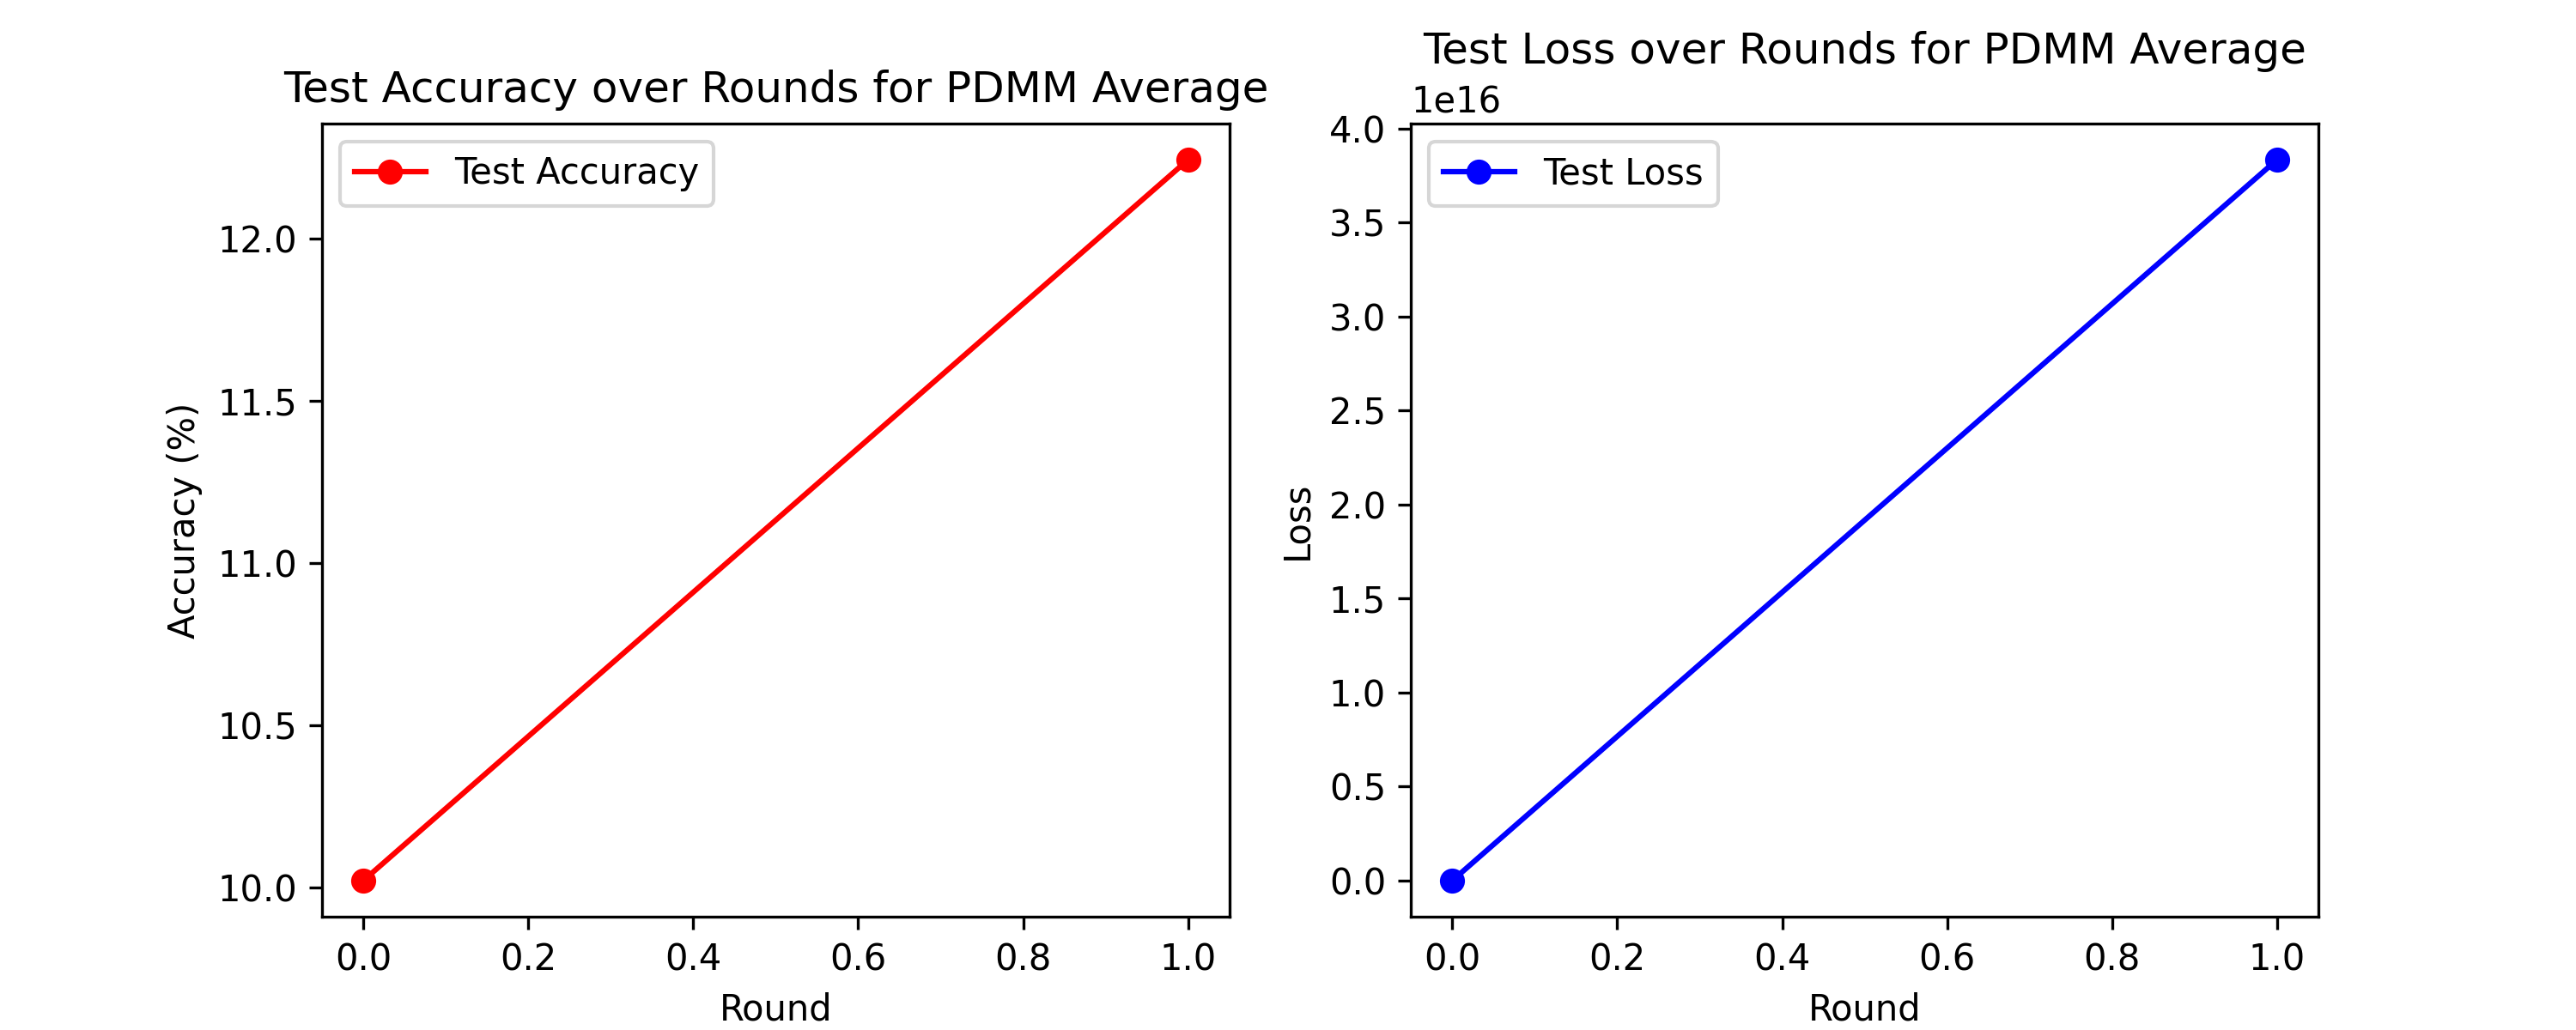 Test Accuracy over Rounds for PDMM Average
Test Accuracy
12.0
11.5
11.0
10.5
10.0
Accuracy (%)
0.0 0.2 0.4 0.6 0.8 1.0
Round
Test Loss over Rounds for PDMM Average
1e16
Test Loss
4.0
3.5
3.0
2.5
2.0
1.5
1.0
0.5
0.0
Loss
0.0 0.2 0.4 0.6 0.8 1.0
Round